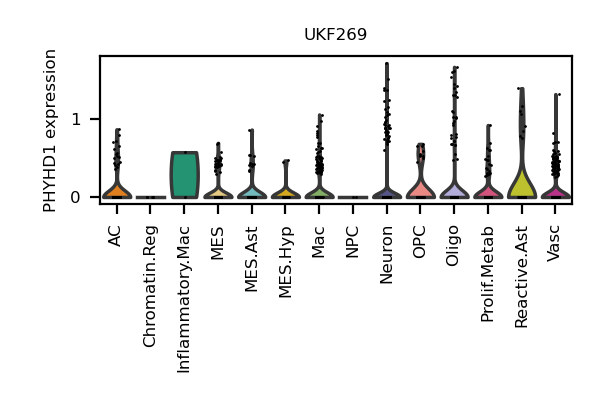 UKF269
PHYHD1 expression
1
0
AC
Chromatin.Reg
Inflammatory.Mac
MES
MES.Ast
MES.Hyp
Mac
NPC
Neuron
OPC
Oligo
Prolif.Metab
Reactive.Ast
Vasc